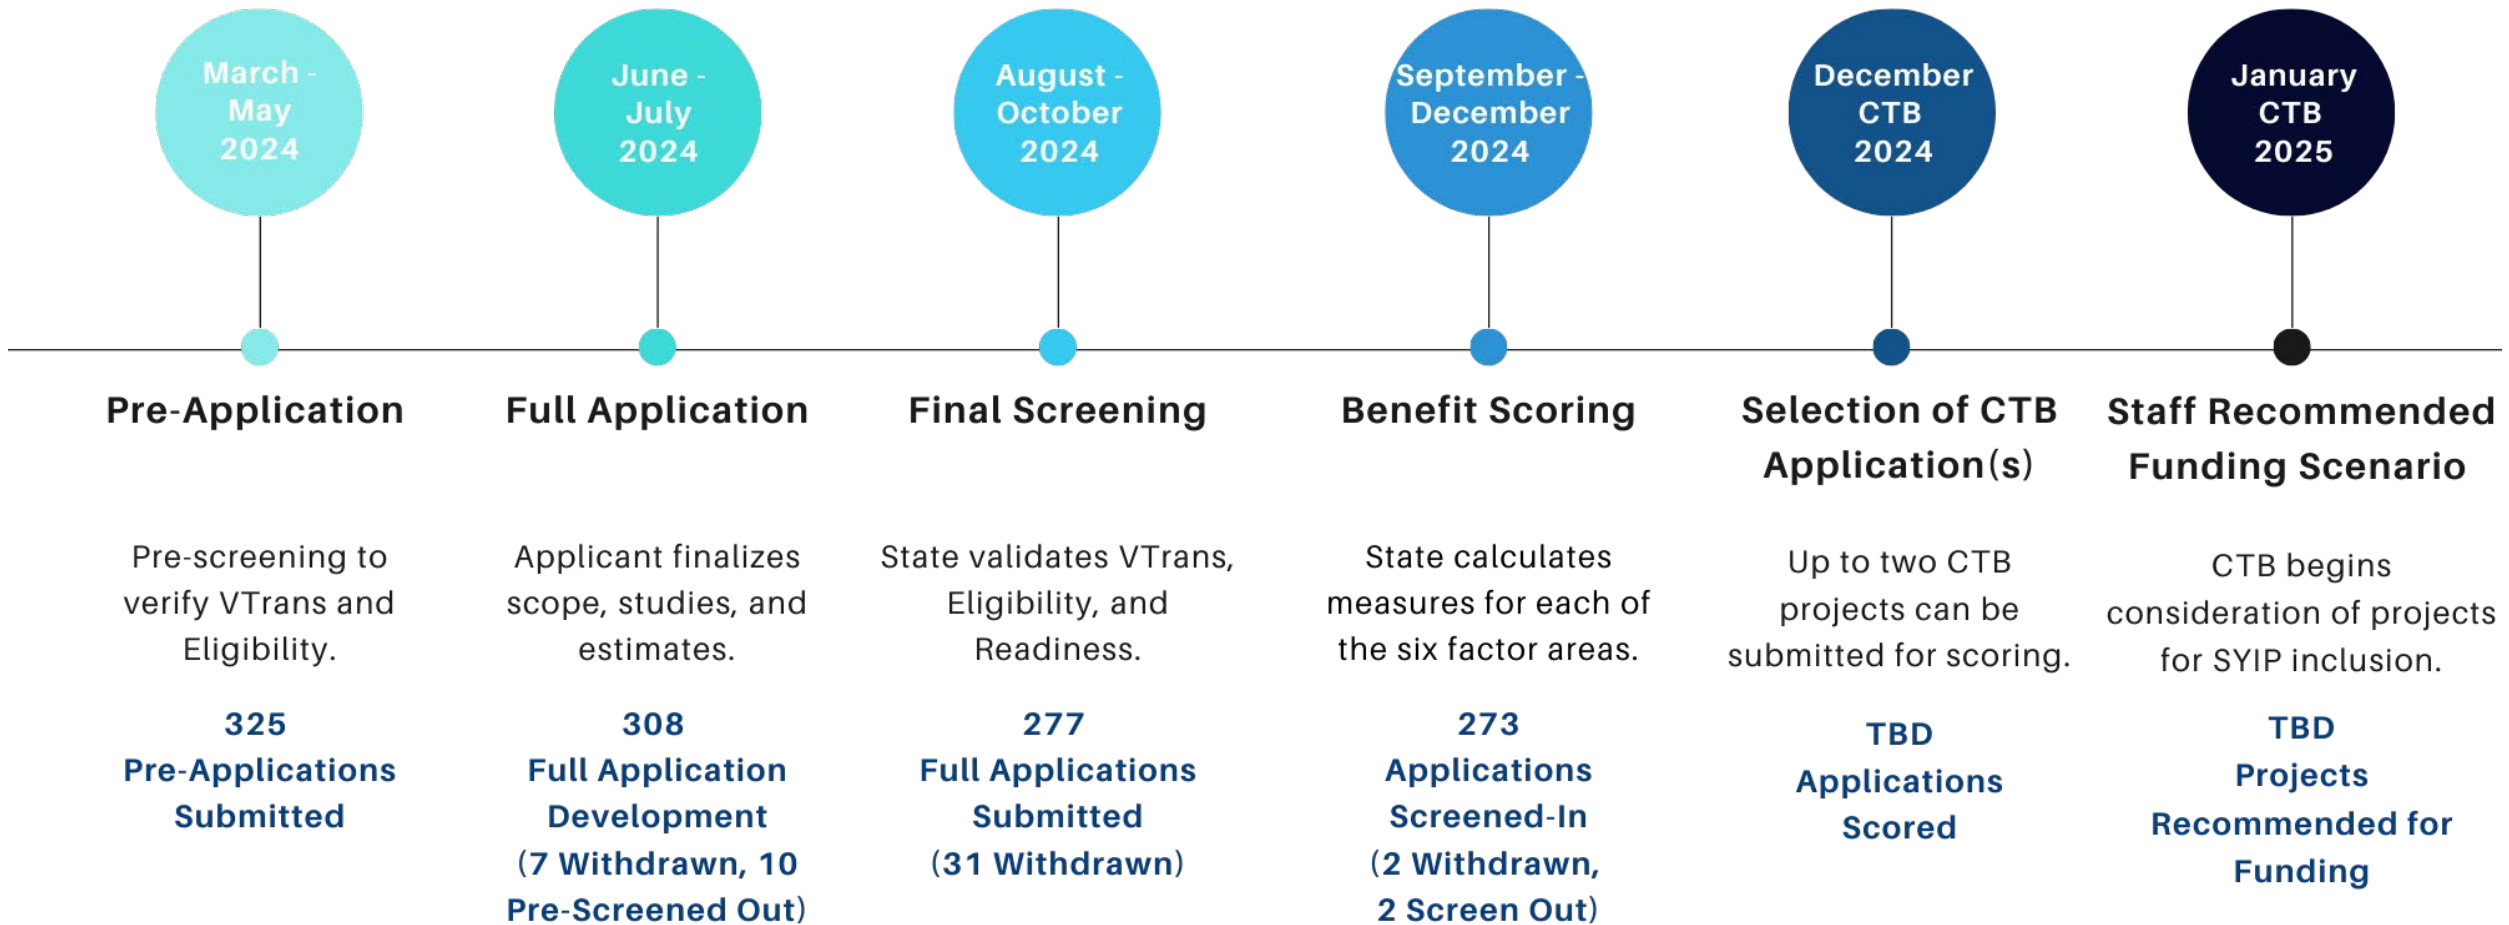 March -
May
2024
June -
July
2024
August -
October
2024
September -
December
2024
December
CTB
2024
January
CTB
2025
Pre-Application
Pre-screening to
verify VTrans and
Eligibility.
325
Pre-Applications
Submitted
Full Application
Applicant finalizes
scope, studies, and
estimates.
308
Full Application
Development
(7 Withdrawn, 10
Pre-Screened Out)
Final Screening
State validates VTrans,
Eligibility, and
Readiness.
277
Full Applications
Submitted
(31 Withdrawn)
Benefit Scoring
State calculates
measures for each of
the six factor areas.
273
Applications
Screened-In
(2 Withdrawn,
2 Screen Out)
Selection of CTB
Application(s)
Up to two CTB
projects can be
submitted for scoring.
TBD
Applications
Scored
Staff Recommended
Funding Scenario
CTB begins
consideration of projects
for SYIP inclusion.
TBD
Projects
Recommended for
Funding